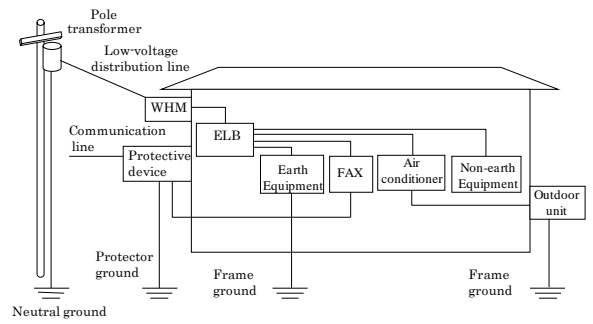 Pole
transformer
Low-voltage
distribution line
WHM
ELB
Communication
line
Protective
device
Earth
Equipment
FAX
Air
conditioner
Non-earth
Equipment
Outdoor
unit
Protector
ground
Frame
ground
Frame
ground
Neutral ground